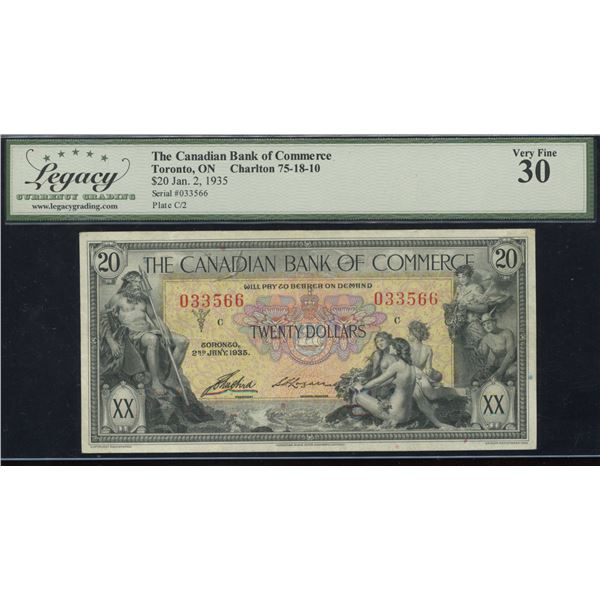 Legacy
CURRENCY GRADING
www.legacygrading.com
The Canadian Bank of Commerce
Toronto, ON Charlton 75-18-10
$20 Jan. 2, 1935
Serial #033566
Plate C/2
Very Fine
30
20 THE CANADIAN BANK OF COMMERCE 20
WILL PAY TO BEARER ON DEMAND
033566 033566
C C
TWENTY DOLLARS
TORONTO,
2ND JANY. 1935.
XX XX